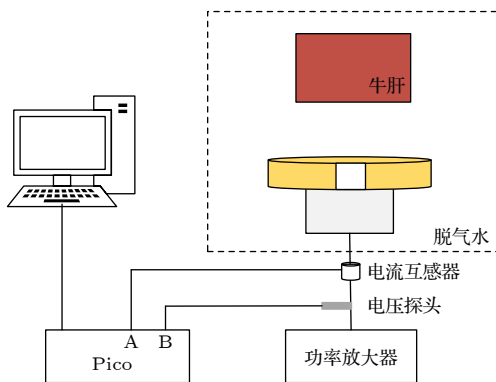 牛肝
脱气水
电流互感器
电压探头
A B
Pico
功率放大器